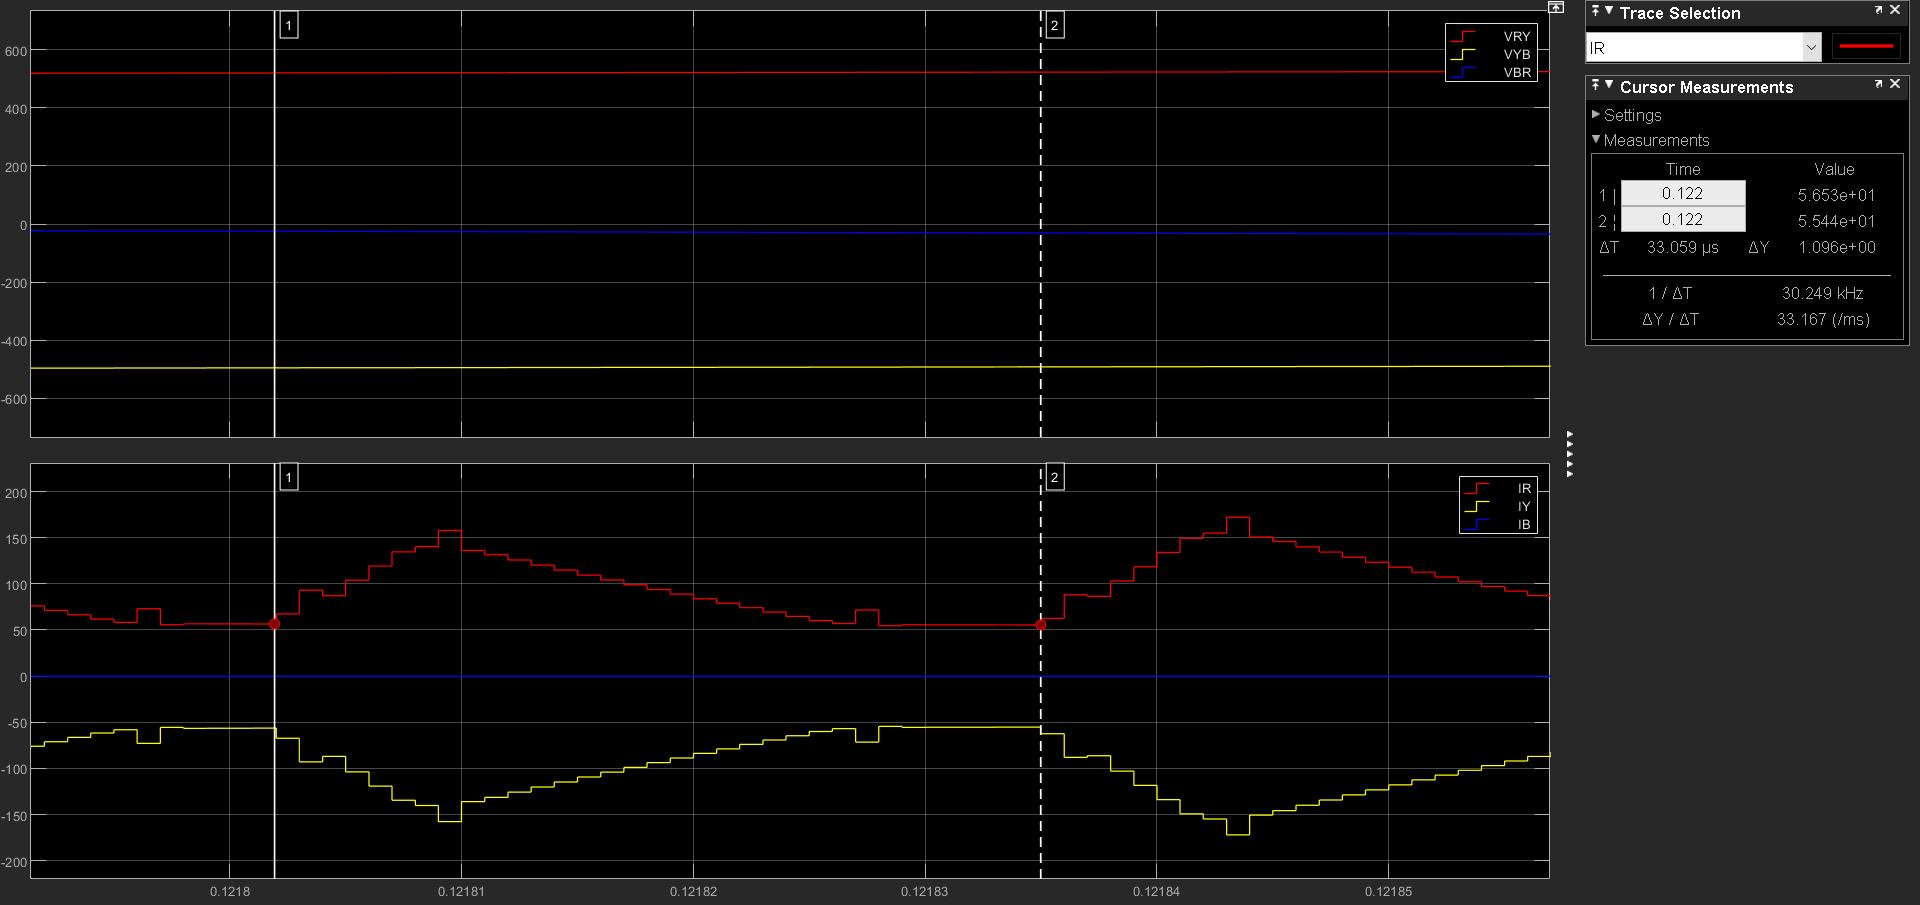 1
2
VRY
VYB
VBR
600
400
200
0
-200
-400
-600
1
2
IR
IY
IB
200
150
100
50
0
-50
-100
-150
-200
0.1218
0.12181
0.12182
0.12183
0.12184
0.12185
Trace Selection
IR
Cursor Measurements
Settings
Measurements
Time Value
1 | 0.122 5.653e+01
2 ¦ 0.122 5.544e+01
ΔT 33.059 µs ΔY 1.096e+00
1 / ΔT 30.249 kHz
ΔY / ΔT 33.167 (/ms)